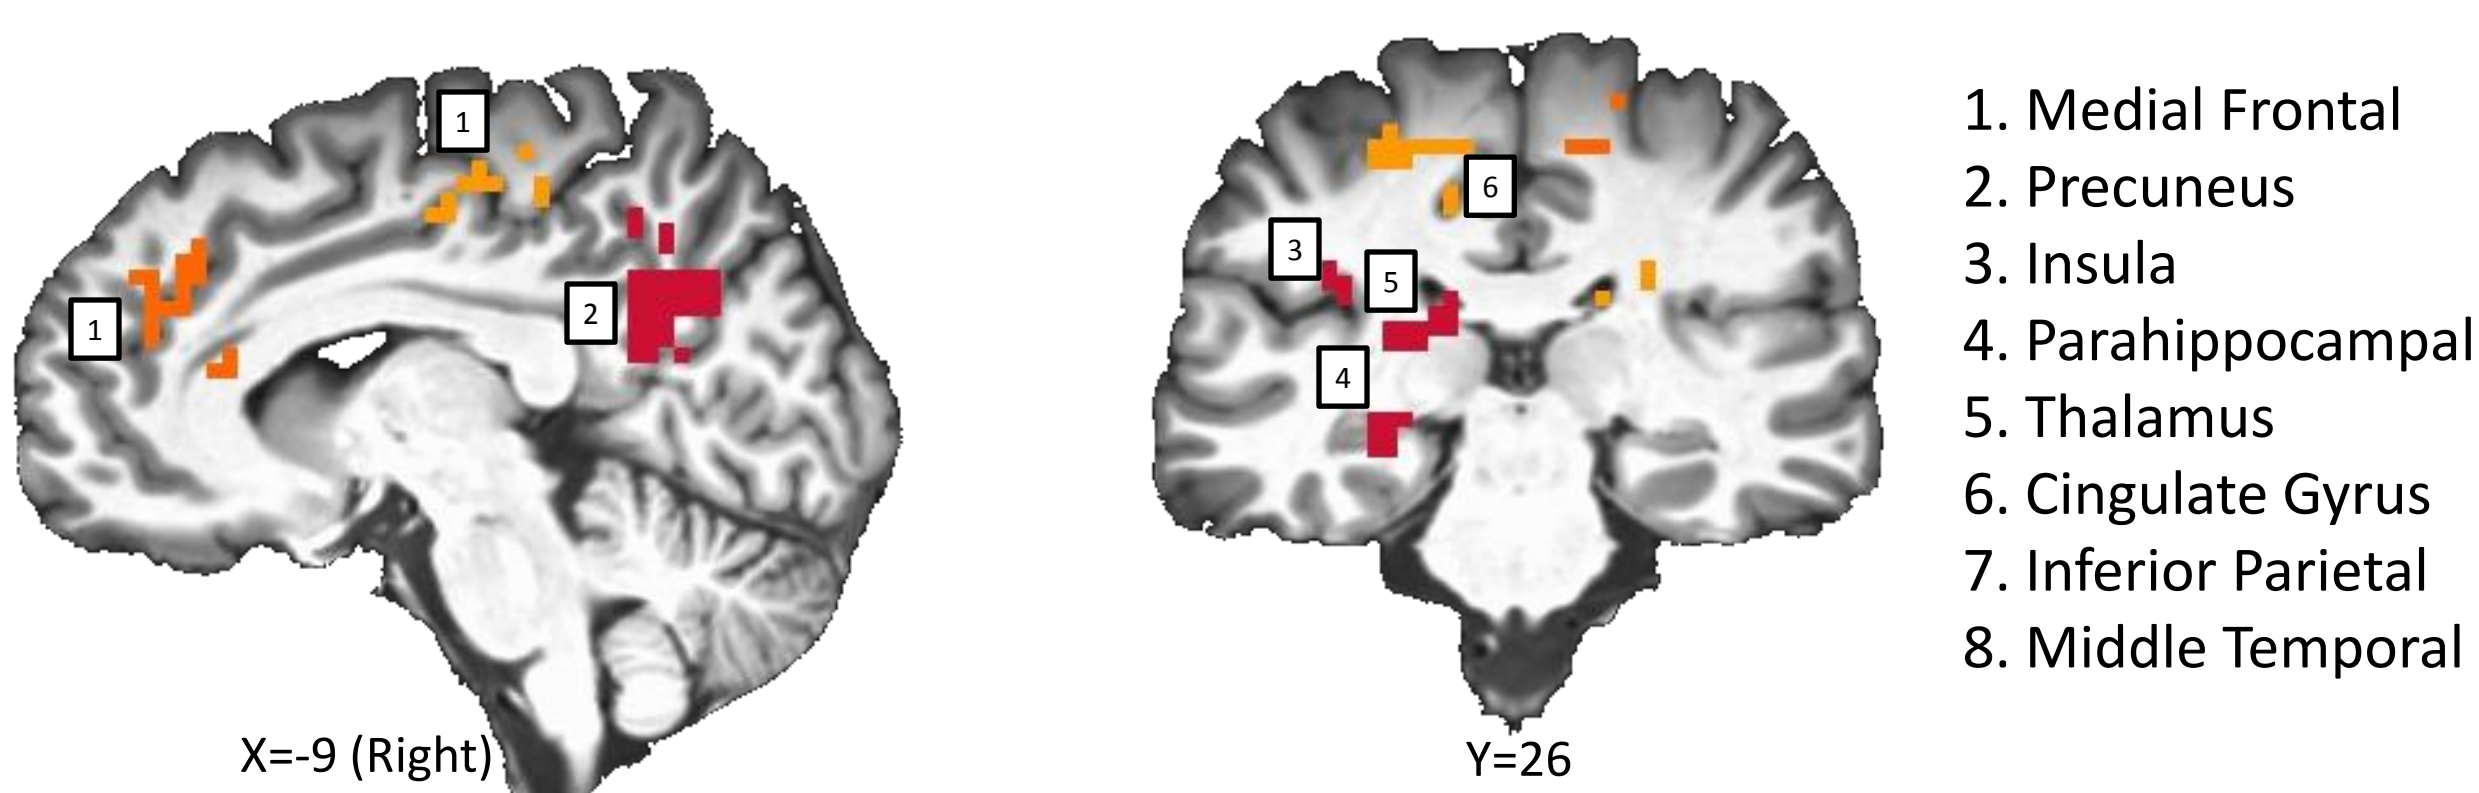 1
1
2
X=-9 (Right)
6
3
5
4
Y=26
1. Medial Frontal
2. Precuneus
3. Insula
4. Parahippocampal
5. Thalamus
6. Cingulate Gyrus
7. Inferior Parietal
8. Middle Temporal